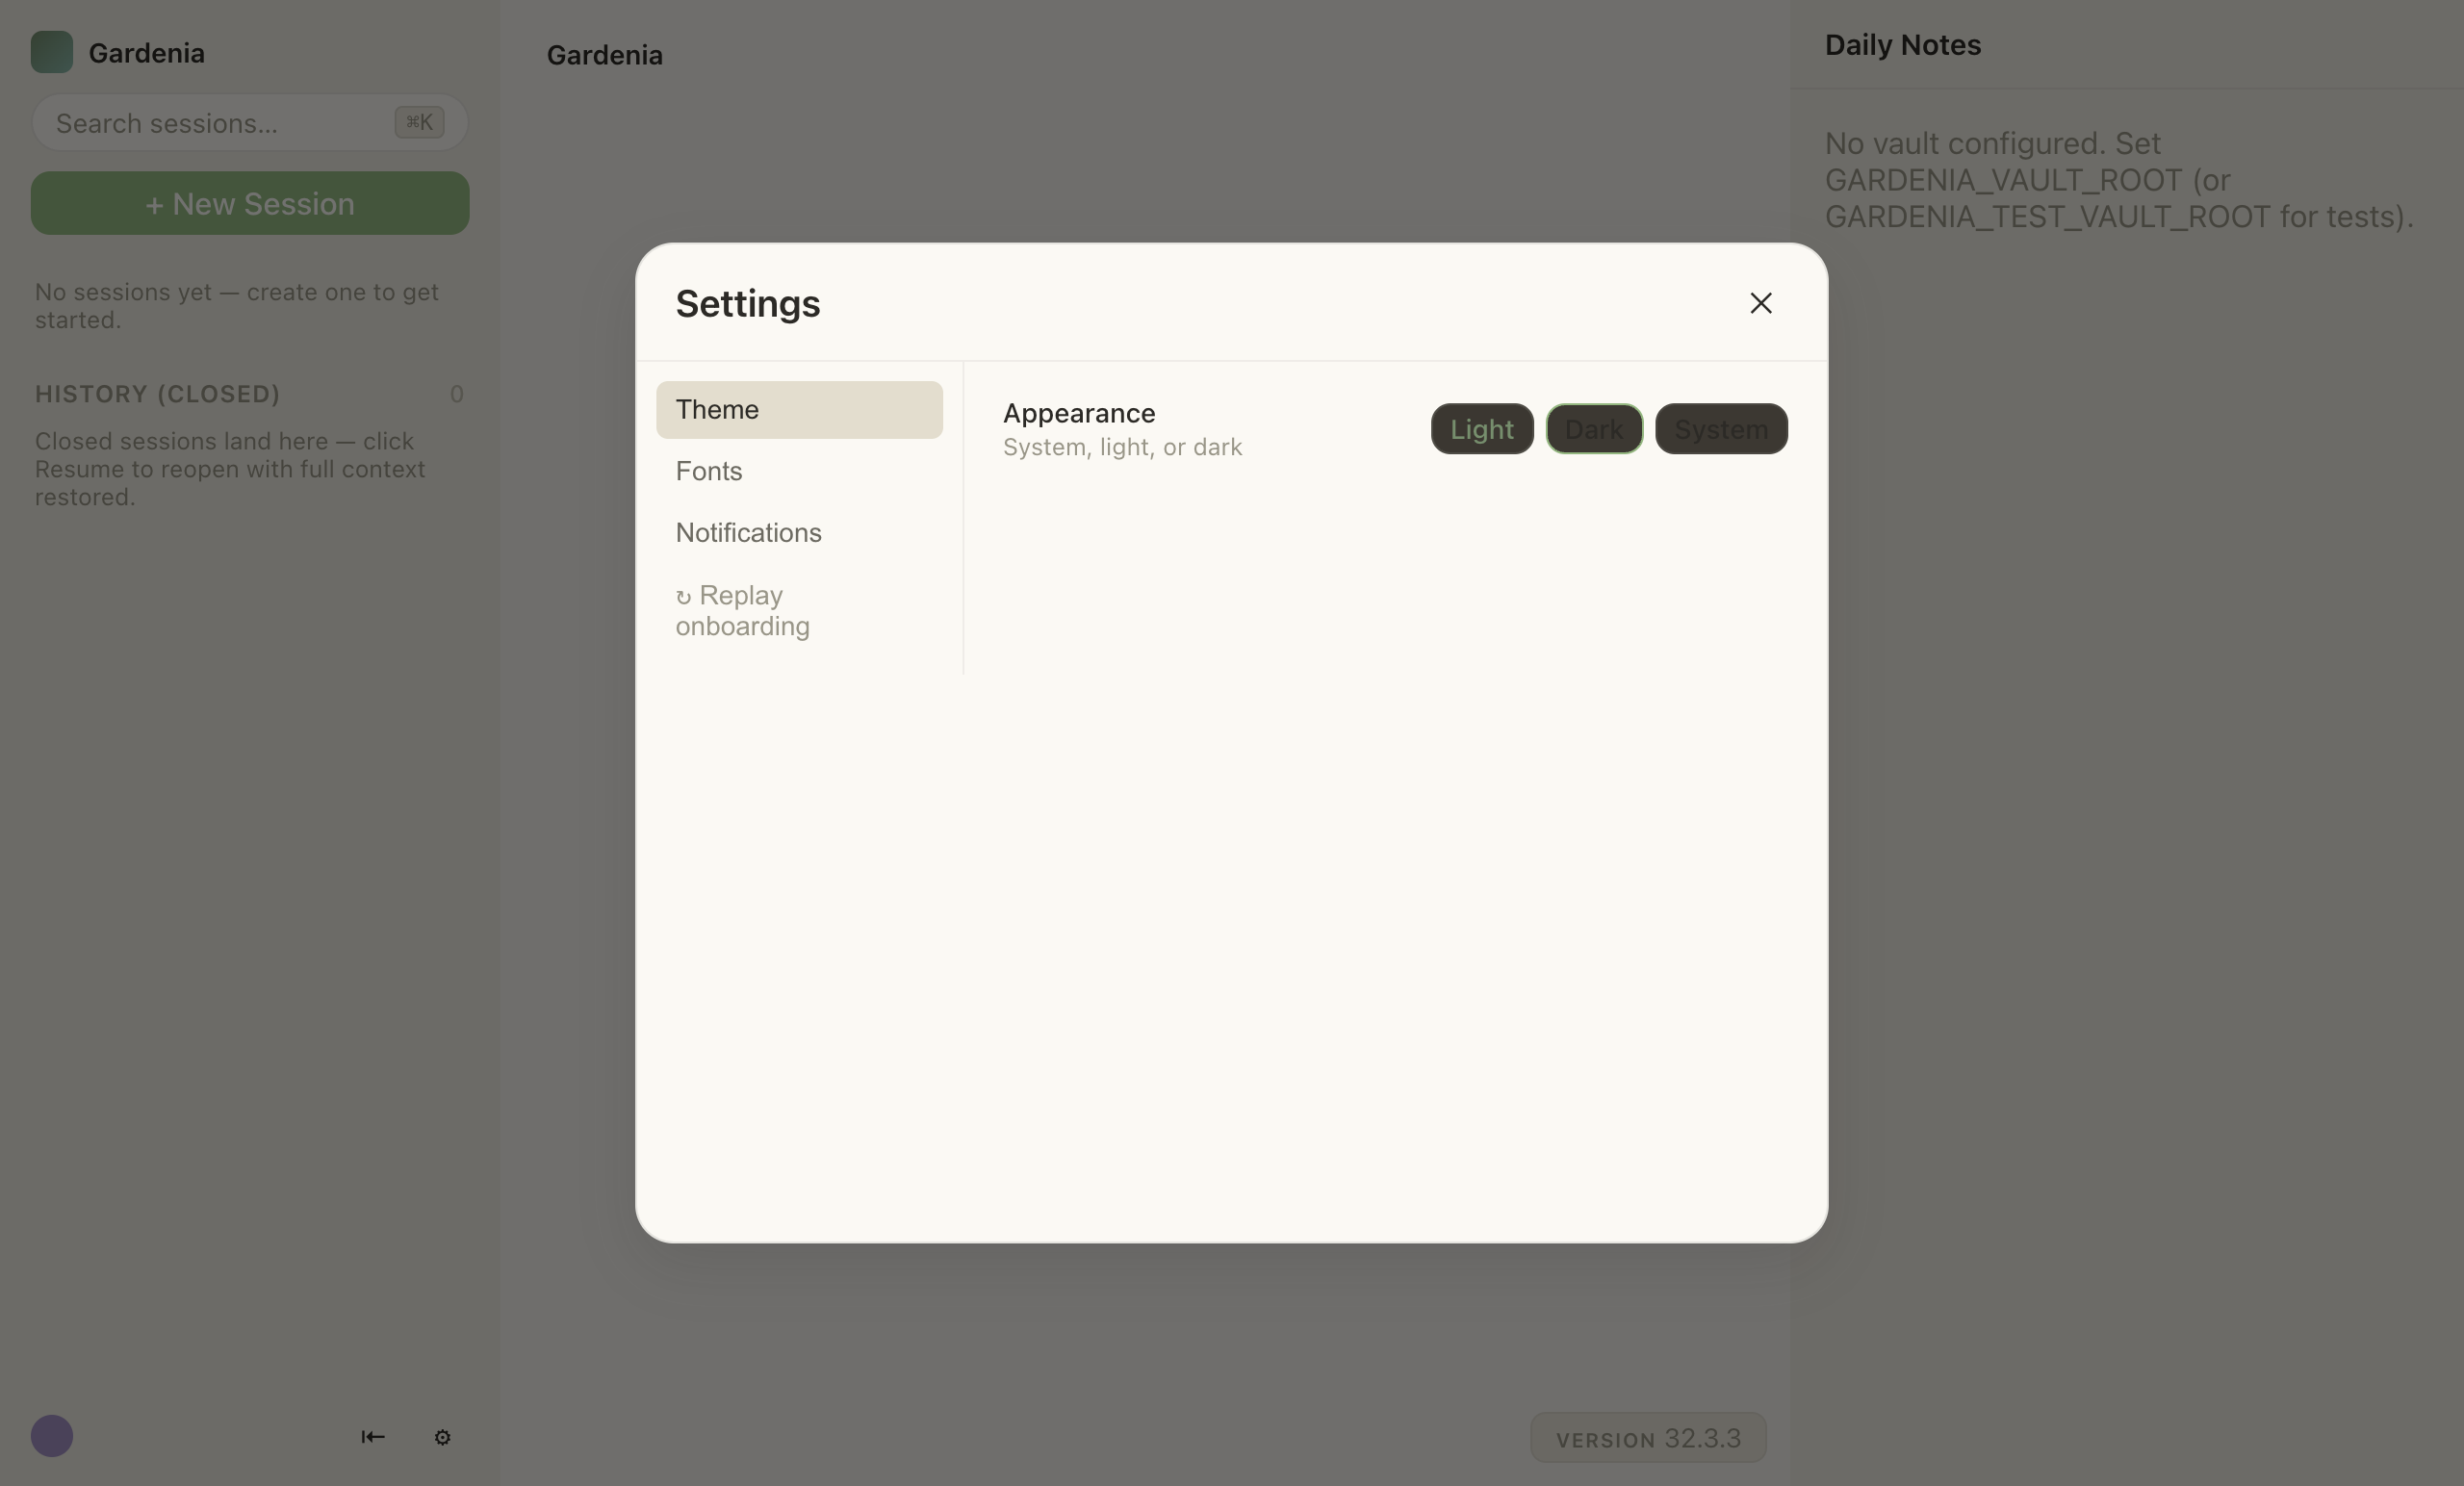 Gardenia
Search sessions...
⌘K
+ New Session
No sessions yet — create one to get
started.
HISTORY (CLOSED)
0
Closed sessions land here — click
Resume to reopen with full context
restored.
Gardenia
Daily Notes
No vault configured. Set
GARDENIA_VAULT_ROOT (or
GARDENIA_TEST_VAULT_ROOT for tests).
Settings
Theme
Fonts
Notifications
↻ Replay
onboarding
Appearance
System, light, or dark
Light
Dark
System
VERSION 32.3.3